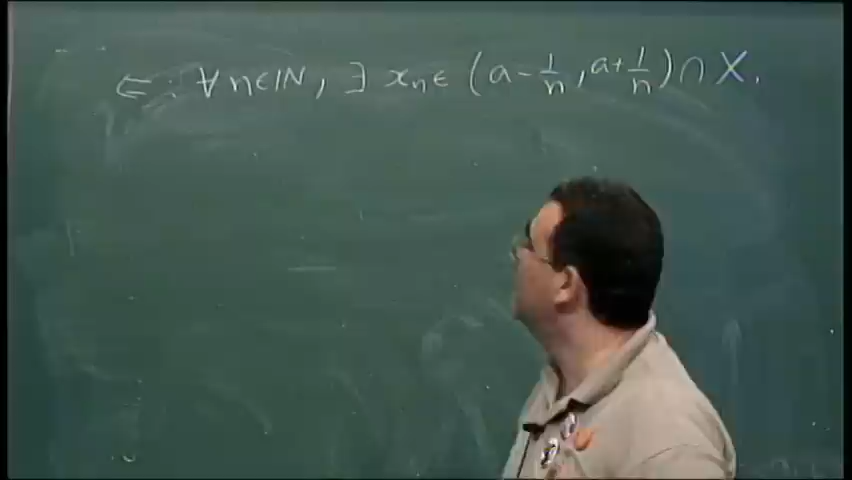 ⇐: ∀ n ∈ ℕ, ∃ xₙ ∈ (a - 1/n, a + 1/n) ∩ X.